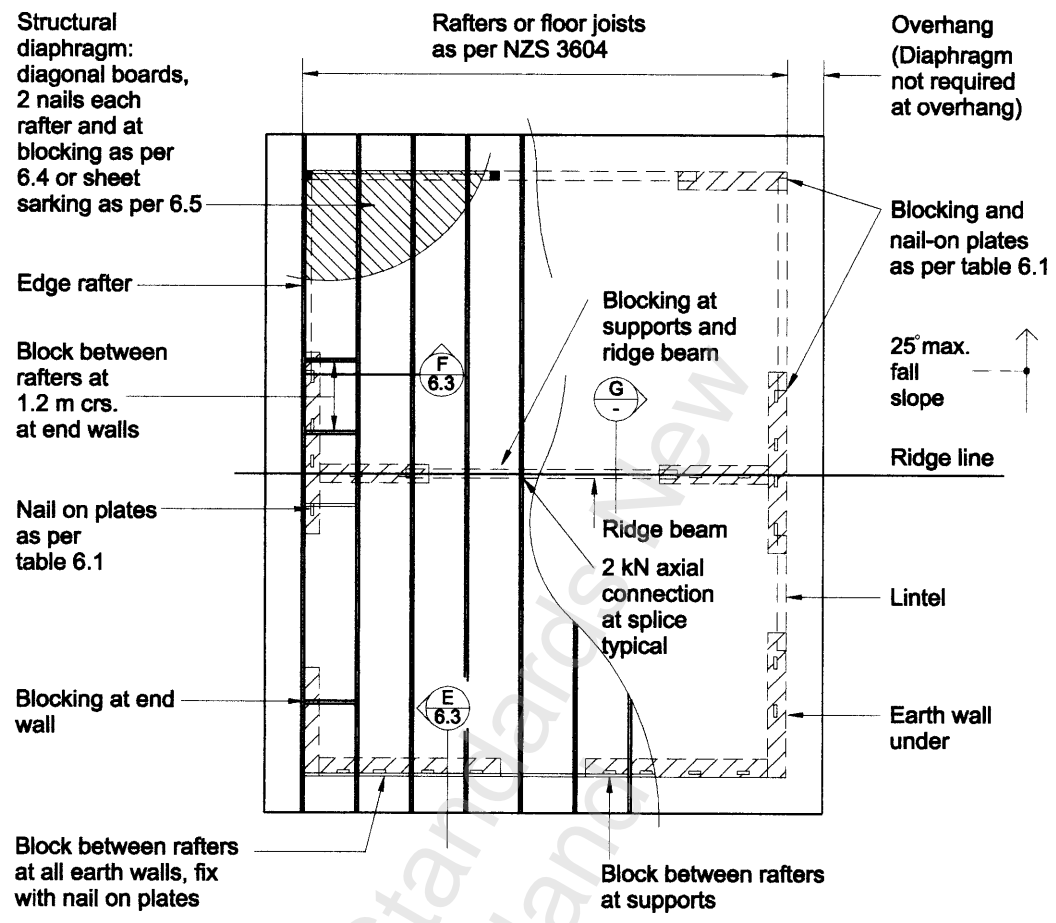 Structural
diaphragm:
diagonal boards,
2 nails each
rafter and at
blocking as per
6.4 or sheet
sarking as per 6.5
Rafters or floor joists
as per NZS 3604
Overhang
(Diaphragm
not required
at overhang)
Blocking and
nail-on plates
as per table 6.1
Edge rafter
Blocking at
supports and
ridge beam
Block between
rafters at
1.2 m crs.
at end walls
F
6.3
G
-
25° max.
fall
slope
Ridge line
Nail on plates
as per
table 6.1
Ridge beam
2 kN axial
connection
at splice
typical
Lintel
Blocking at end
wall
E
6.3
Earth wall
under
Block between rafters
at all earth walls, fix
with nail on plates
Block between rafters
at supports
Standards New